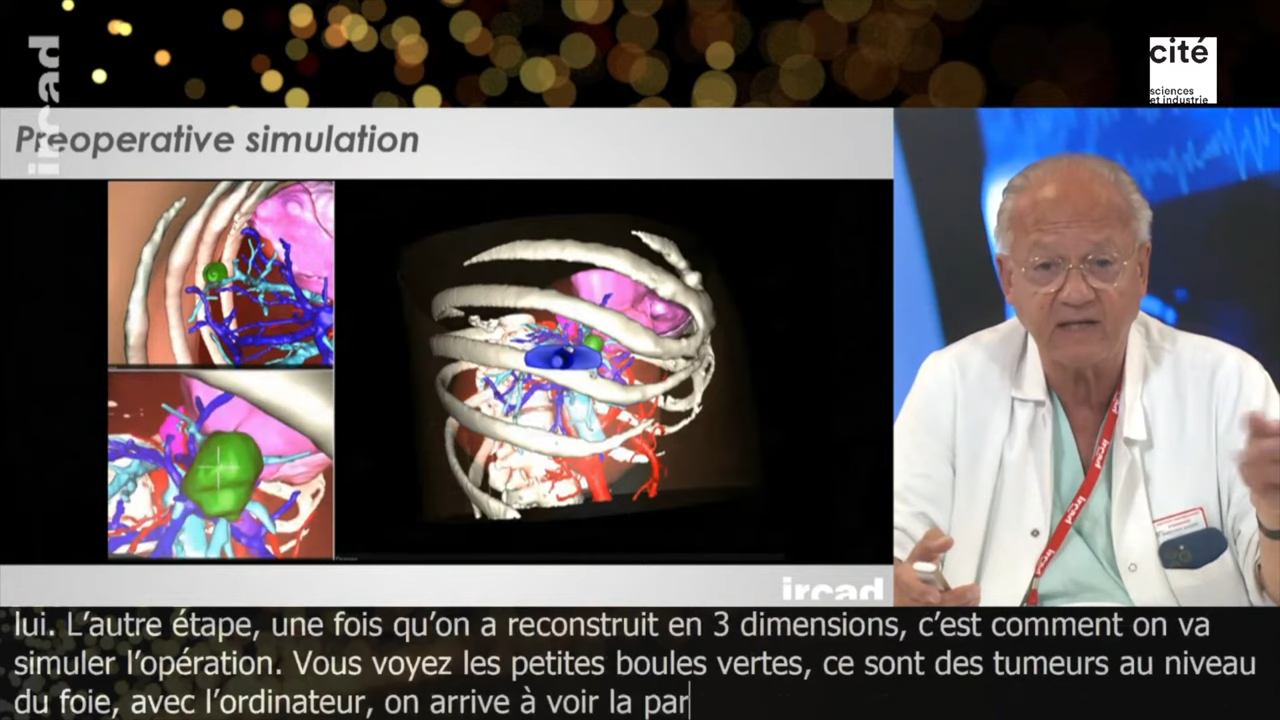 ircad
cité
sciences
et industrie
Preoperative simulation
ircad
ircad
ircad
lui. L'autre étape, une fois qu'on a reconstruit en 3 dimensions, c'est comment on va
simuler l'opération. Vous voyez les petites boules vertes, ce sont des tumeurs au niveau
du foie, avec l'ordinateur, on arrive à voir la par